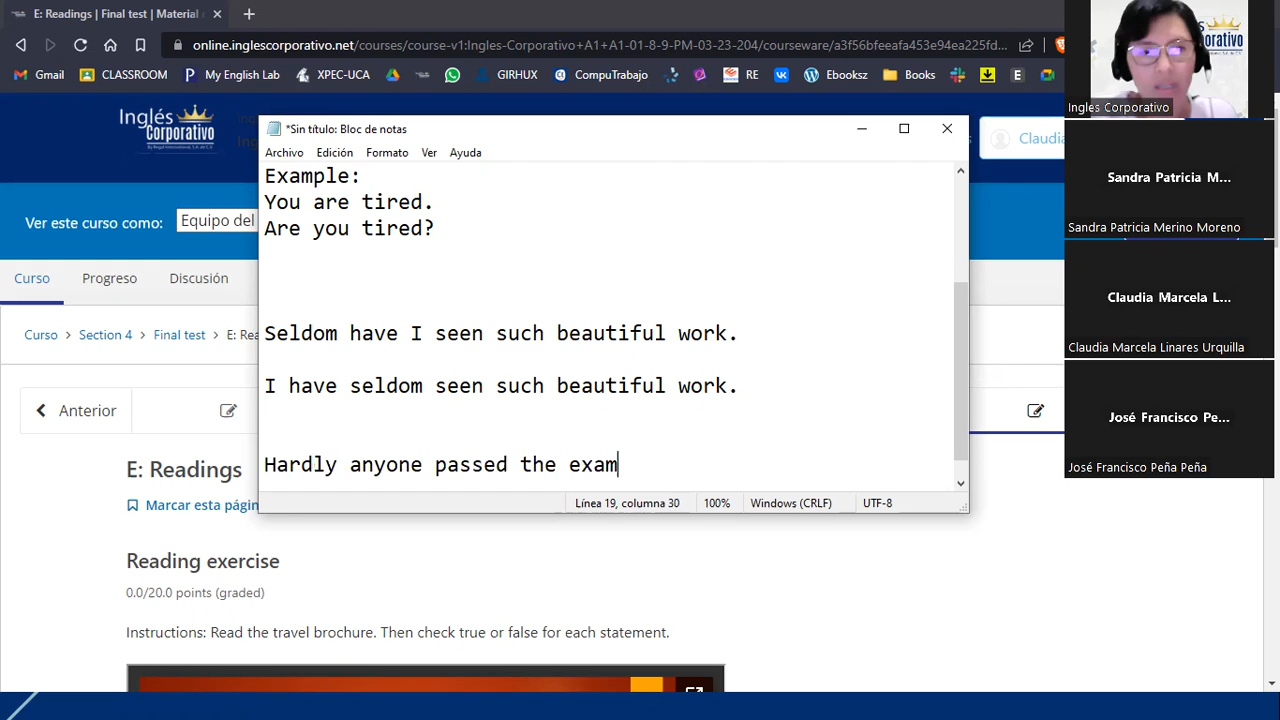 E: Readings | Final test | Material
online.inglescorporativo.net/courses/course-v1:Ingles-Corporativo+A1+A1-01-8-9-PM-03-23-204/courseware/a3f56bfeefa453e94ea225fd...
Gmail CLASSROOM My English Lab XPEC-UCA GIRHUX CompuTrabajo RE Ebooksz Books
Inglés
Corporativo
Claudia
Ver este curso como: Equipo del
Curso Progreso Discusión
Curso > Section 4 > Final test > E: Rea
Anterior
E: Readings
Marcar esta págin
Reading exercise
0.0/20.0 points (graded)
Instructions: Read the travel brochure. Then check true or false for each statement.
*Sin título: Bloc de notas
Archivo Edición Formato Ver Ayuda
Example:
You are tired.
Are you tired?
Seldom have I seen such beautiful work.
I have seldom seen such beautiful work.
Hardly anyone passed the exam
Línea 19, columna 30 100% Windows (CRLF) UTF-8
Ingles Corporativo
Sandra Patricia M...
Sandra Patricia Merino Moreno
Claudia Marcela L...
Claudia Marcela Linares Urquilla
José Francisco Pe...
José Francisco Peña Peña